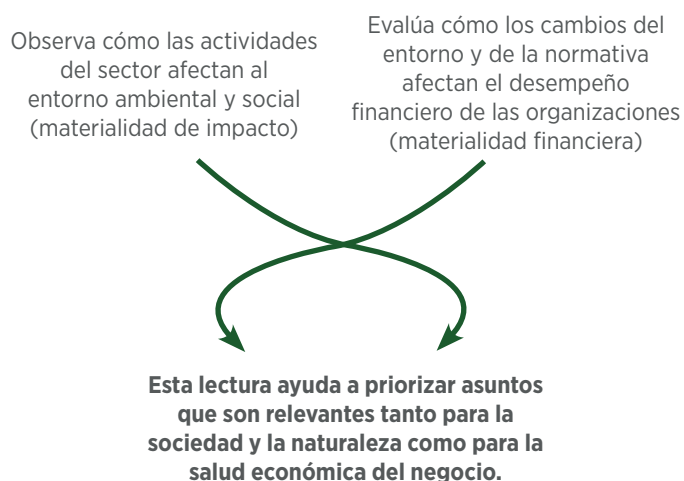 Observa cómo las actividades
del sector afectan al
entorno ambiental y social
(materialidad de impacto)
Evalúa cómo los cambios del
entorno y de la normativa
afectan el desempeño
financiero de las organizaciones
(materialidad financiera)
Esta lectura ayuda a priorizar asuntos
que son relevantes tanto para la
sociedad y la naturaleza como para la
salud económica del negocio.